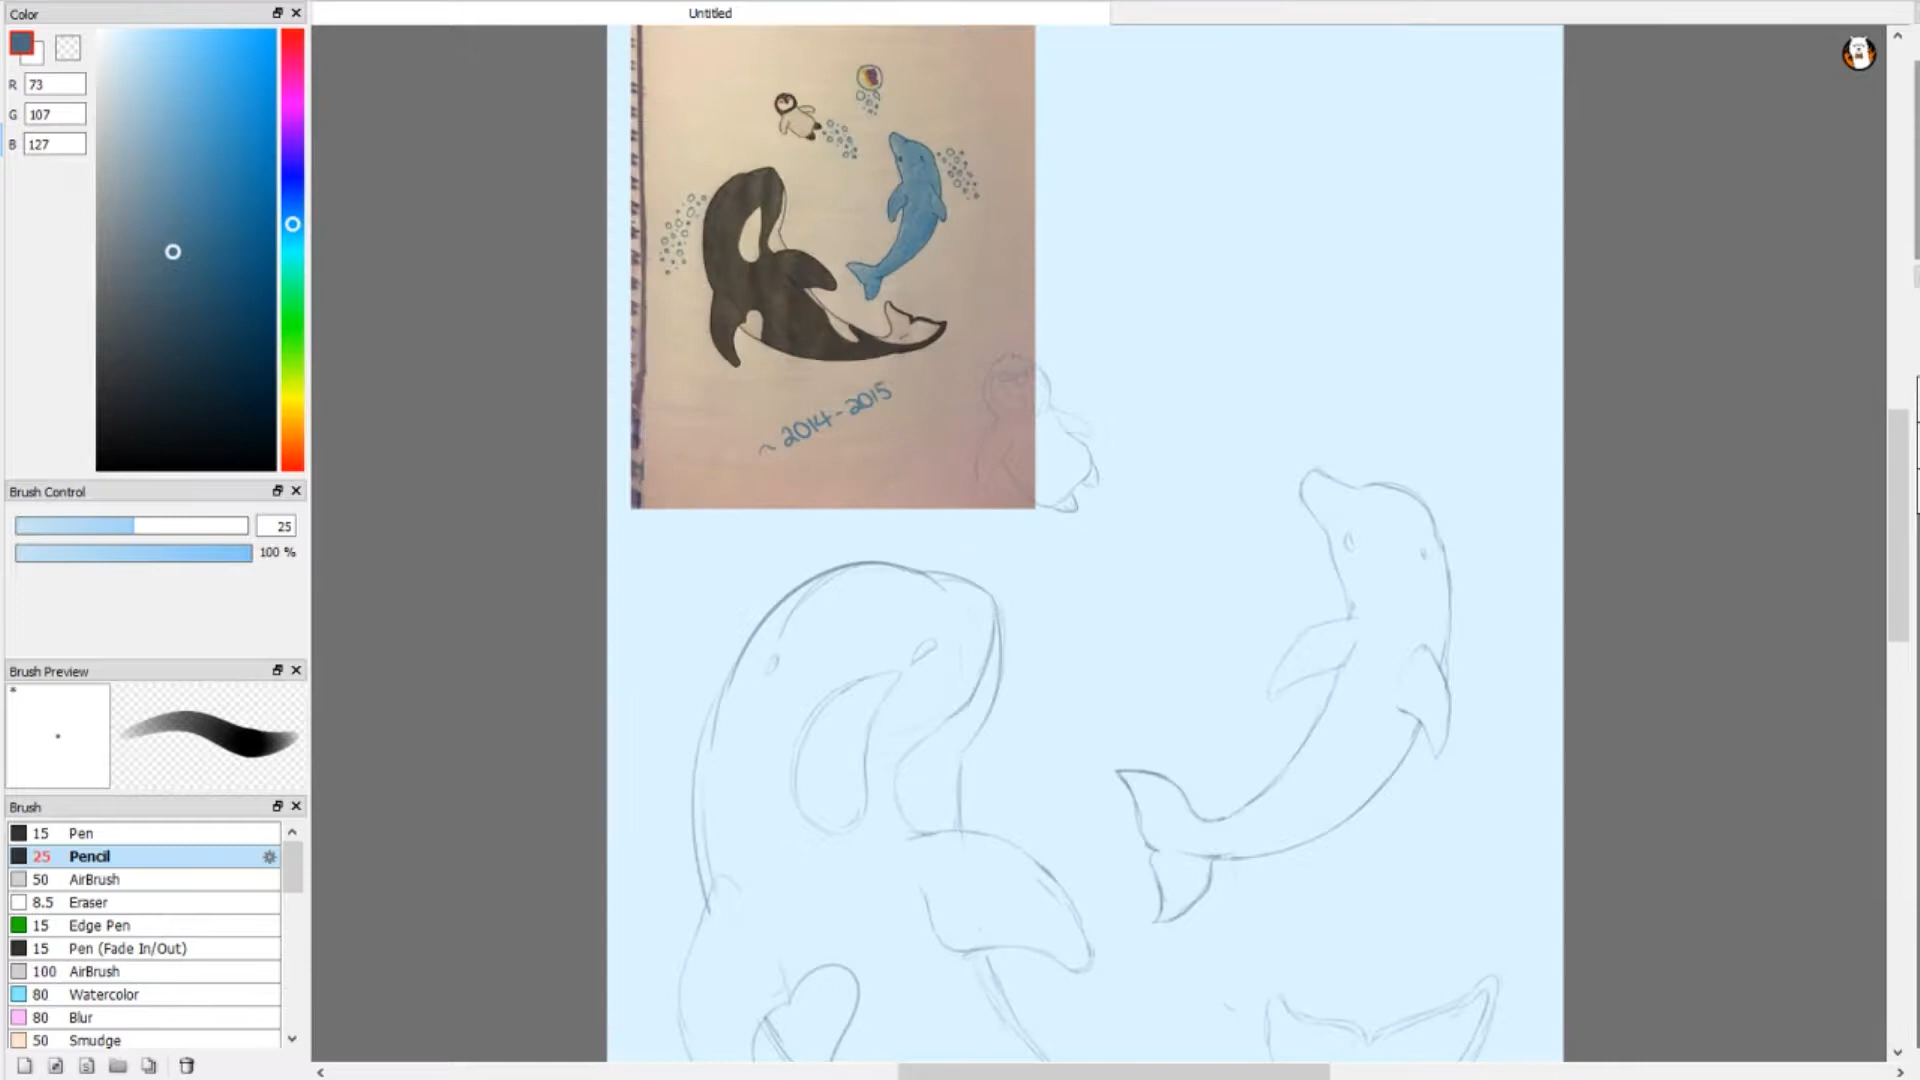 Color
Untitled
R 73
G 107
B 127
~ 2014-2015
Brush Control
25
100 %
Brush Preview
*
Brush
15 Pen
25 Pencil
50 AirBrush
8.5 Eraser
15 Edge Pen
15 Pen (Fade In/Out)
100 AirBrush
80 Watercolor
80 Blur
50 Smudge